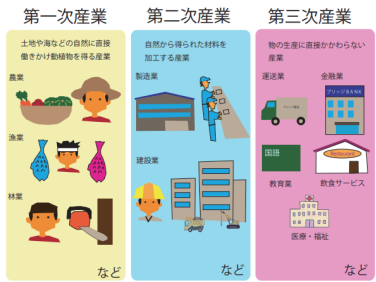 第一次産業
土地や海などの自然に直接
働きかけ動植物を得る産業
農業
漁業
林業
など
第二次産業
自然から得られた材料を
加工する産業
製造業
建設業
など
第三次産業
物の生産に直接かかわらない
産業
運送業
金融業
ブリッジBANK
国語
Restaurant
教育業
飲食サービス
医療・福祉
など